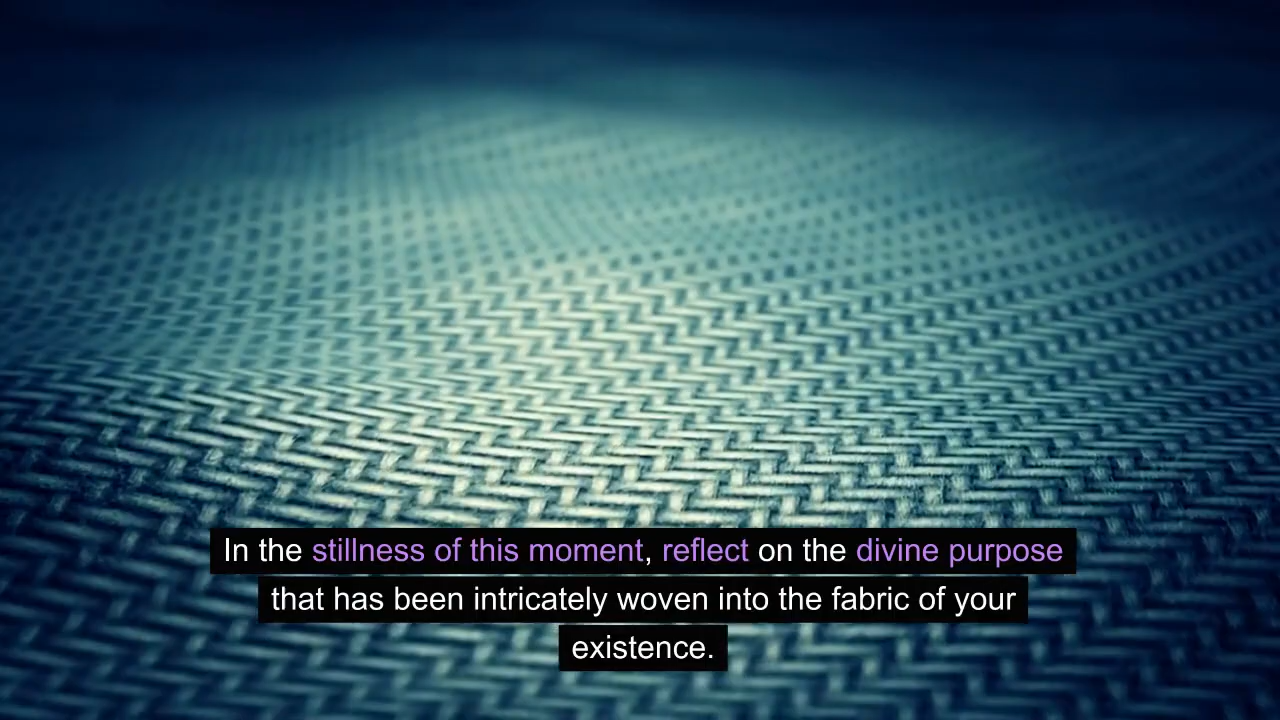 In the stillness of this moment, reflect on the divine purpose
that has been intricately woven into the fabric of your
existence.